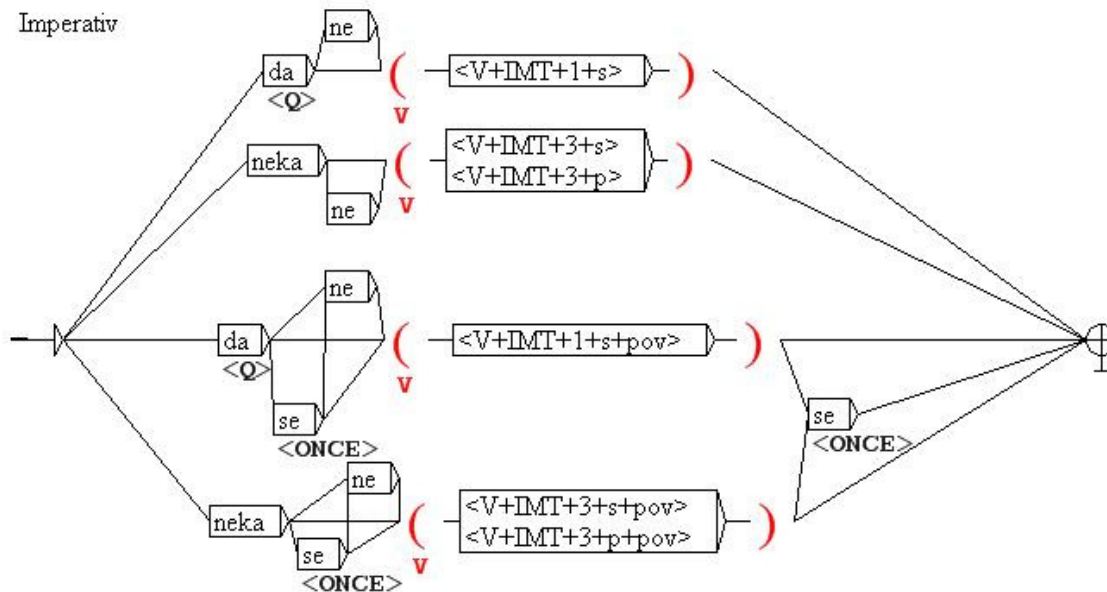 Imperativ
ne
da
<Q>
( <V+IMT+1+s> )
V
neka
( <V+IMT+3+s>
<V+IMT+3+p> )
ne
V
ne
da
<Q>
( <V+IMT+1+s+pov> )
V
se
<ONCE>
se
<ONCE>
ne
neka
( <V+IMT+3+s+pov>
<V+IMT+3+p+pov> )
se
<ONCE>
V